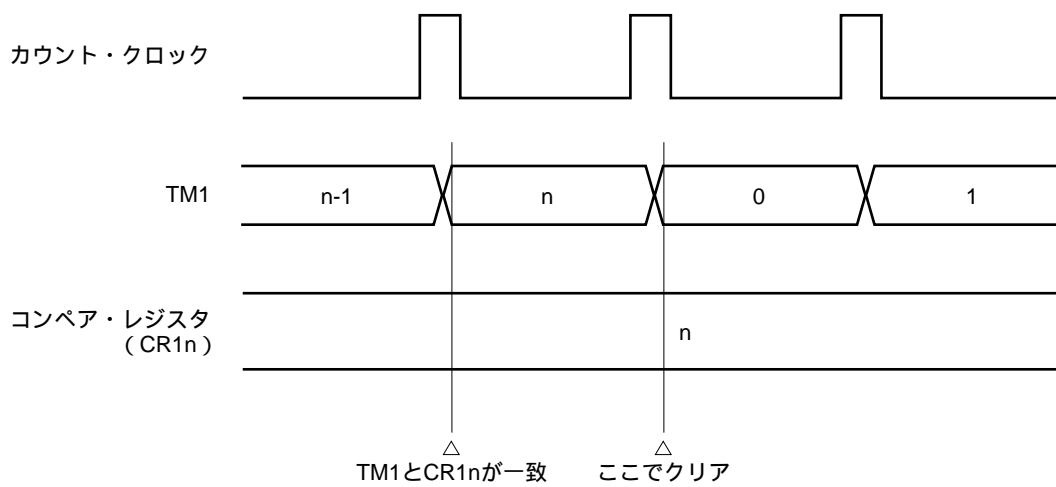 カウント・クロック
TM1
n-1
n
0
1
コンペア・レジスタ
（CR1n）
n
△
△
TM1とCR1nが一致
ここでクリア